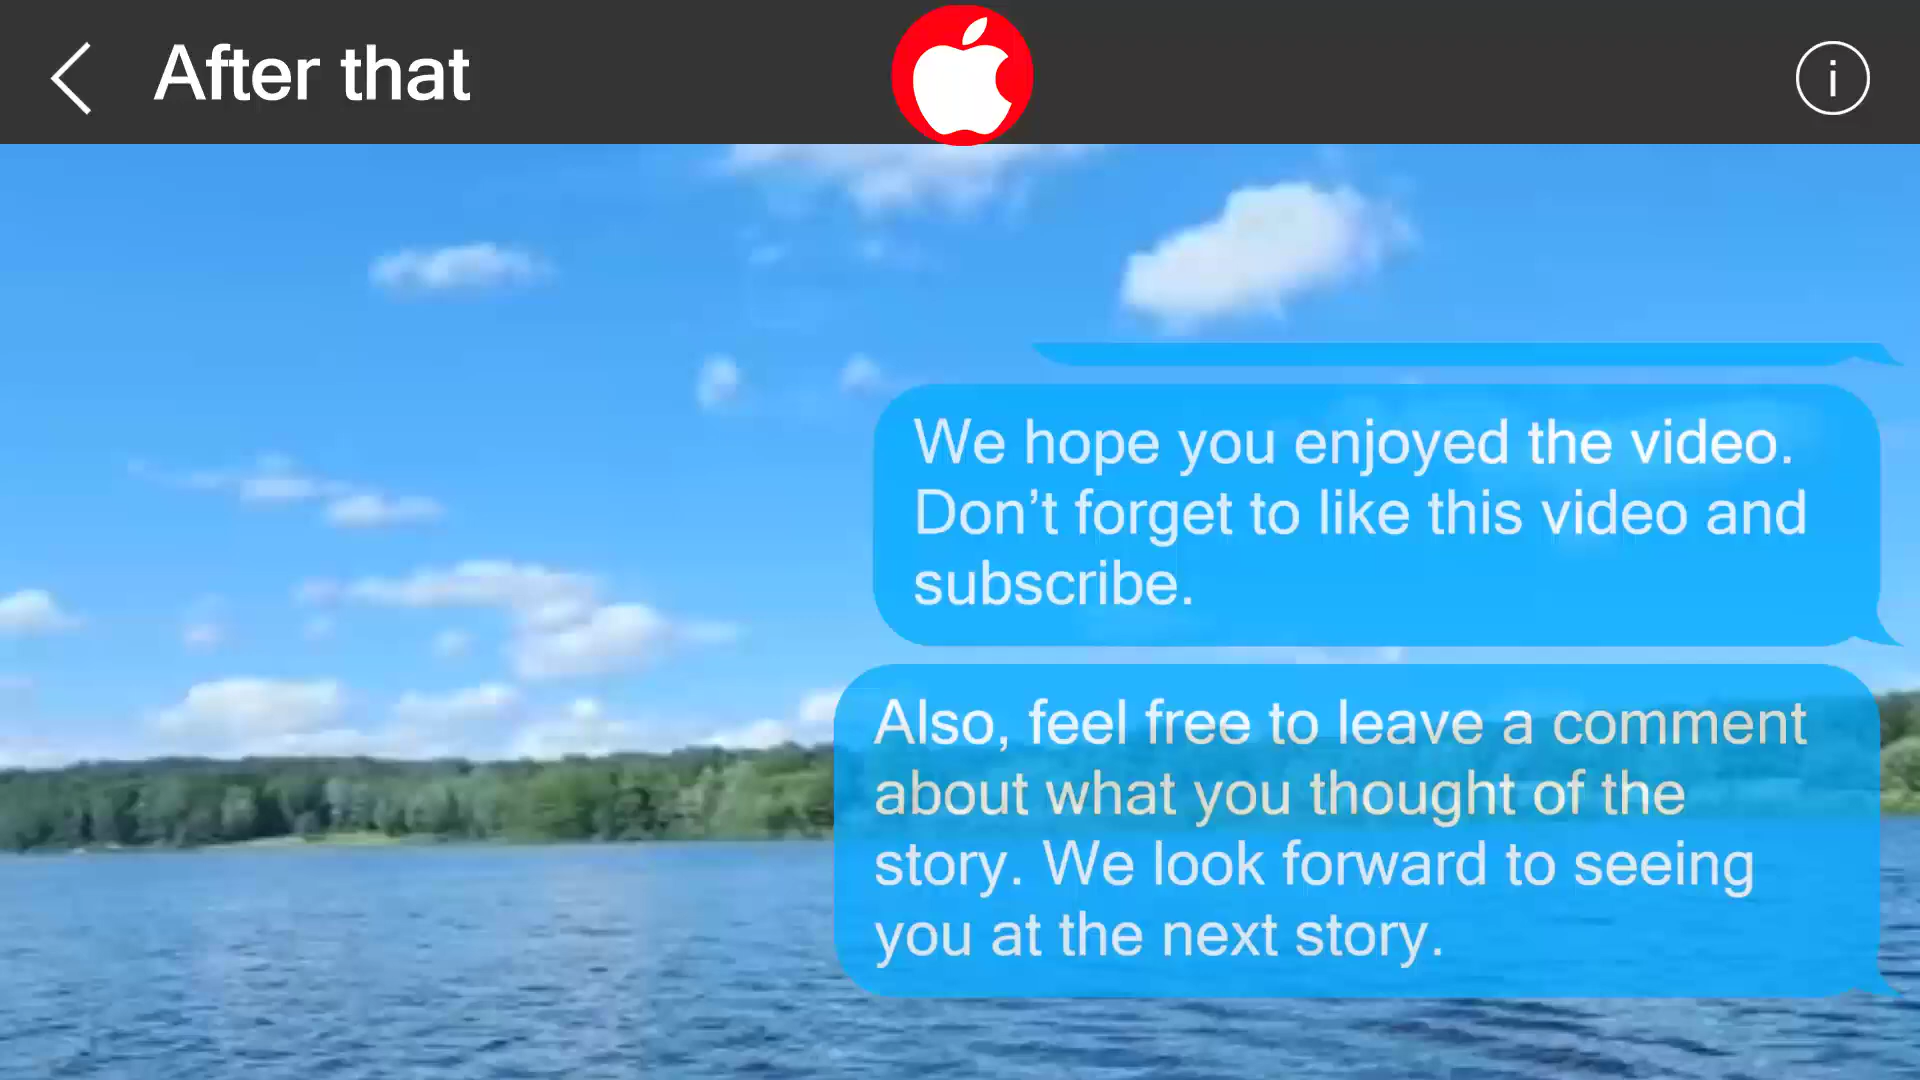 After that
i
We hope you enjoyed the video.
Don’t forget to like this video and
subscribe.
Also, feel free to leave a comment
about what you thought of the
story. We look forward to seeing
you at the next story.